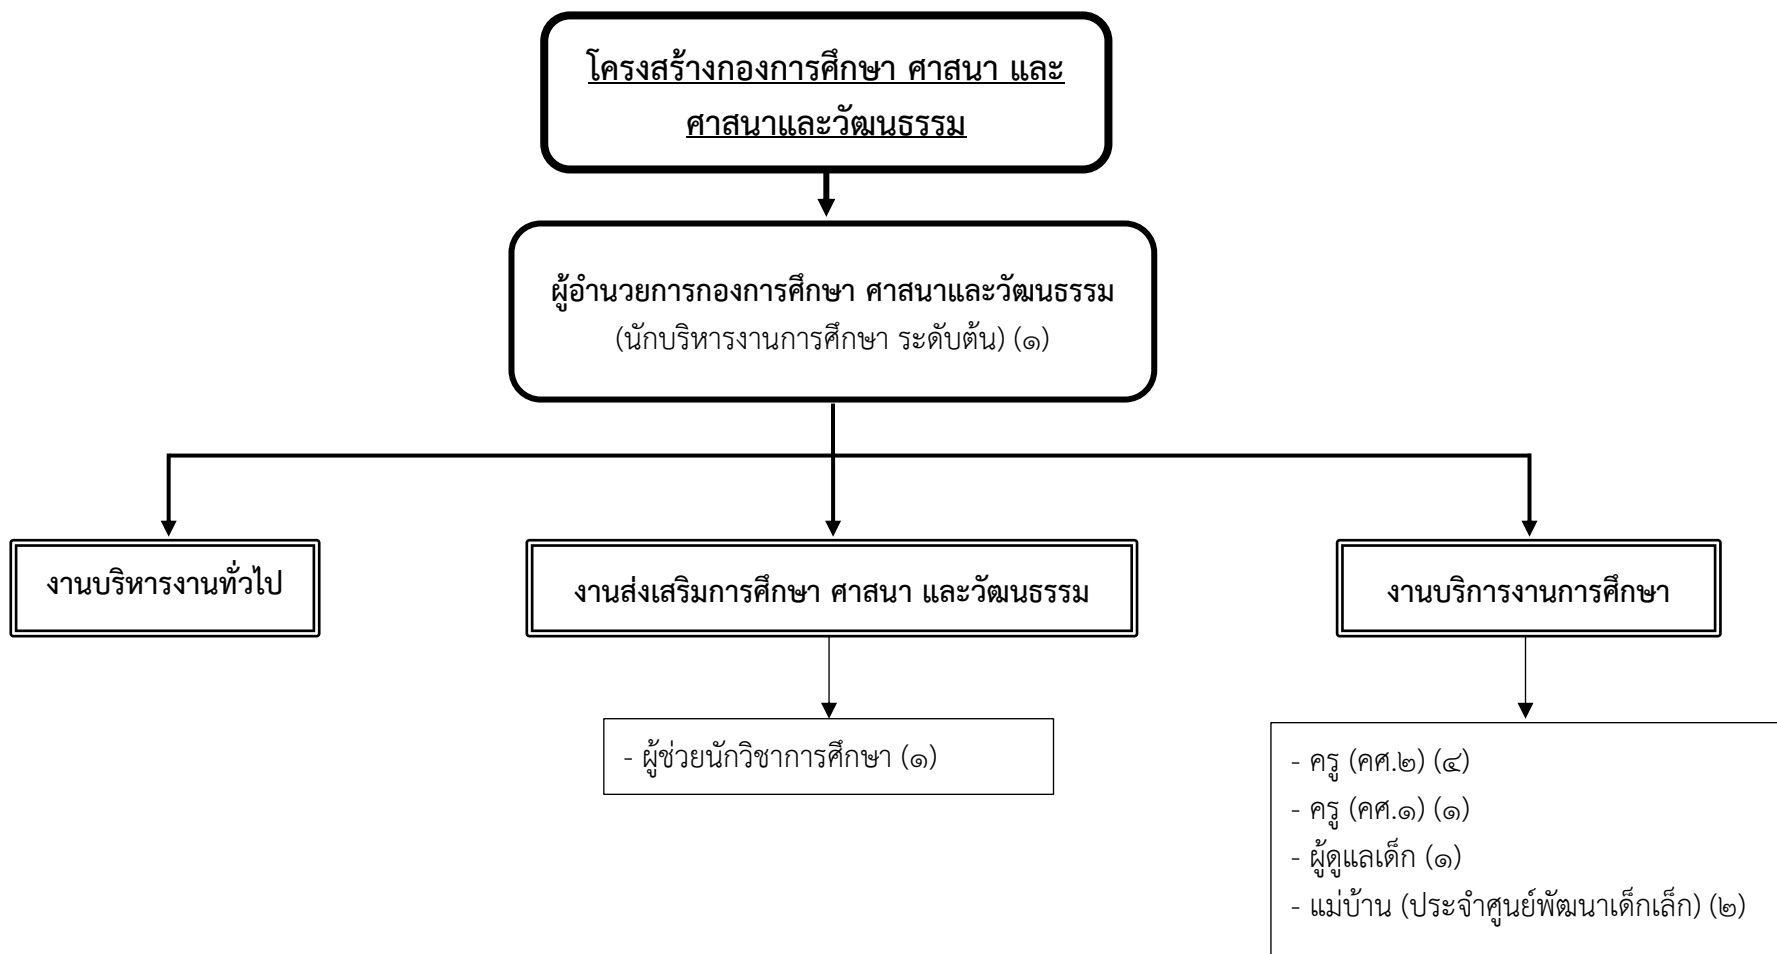 โครงสร้างกองการศึกษา ศาสนา และ
ศาสนาและวัฒนธรรม
ผู้อำนวยการกองการศึกษา ศาสนาและวัฒนธรรม
(นักบริหารงานการศึกษา ระดับต้น) (๑)
งานบริหารงานทั่วไป
งานส่งเสริมการศึกษา ศาสนา และวัฒนธรรม
งานบริการงานการศึกษา
- ผู้ช่วยนักวิชาการศึกษา (๑)
- ครู (คศ.๒) (๔)
- ครู (คศ.๑) (๑)
- ผู้ดูแลเด็ก (๑)
- แม่บ้าน (ประจำศูนย์พัฒนาเด็กเล็ก) (๒)